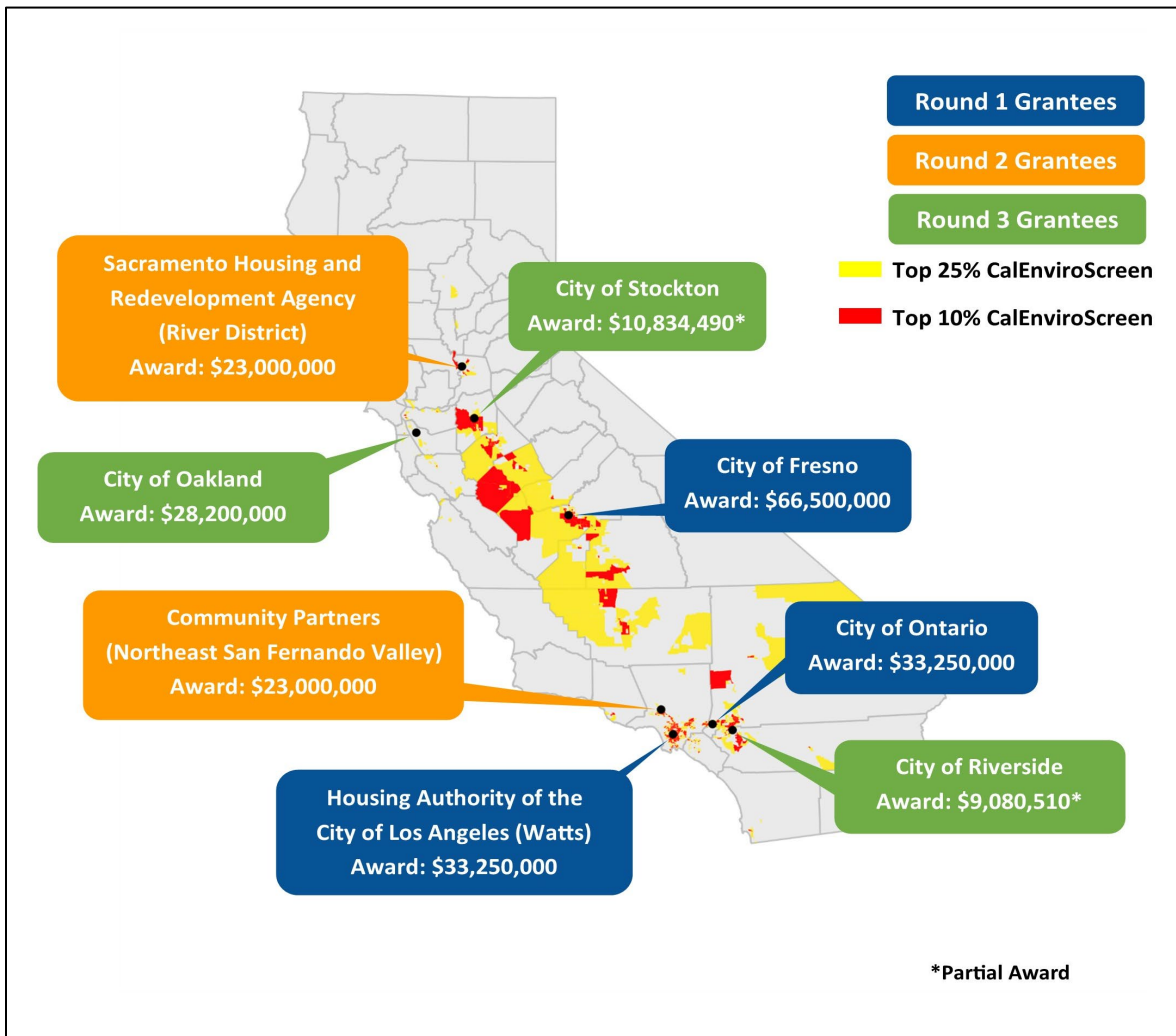 Round 1 Grantees
Round 2 Grantees
Round 3 Grantees
Top 25% CalEnviroScreen
Top 10% CalEnviroScreen
Sacramento Housing and
Redevelopment Agency
(River District)
Award: $23,000,000
City of Stockton
Award: $10,834,490*
City of Oakland
Award: $28,200,000
City of Fresno
Award: $66,500,000
Community Partners
(Northeast San Fernando Valley)
Award: $23,000,000
City of Ontario
Award: $33,250,000
City of Riverside
Award: $9,080,510*
Housing Authority of the
City of Los Angeles (Watts)
Award: $33,250,000
*Partial Award